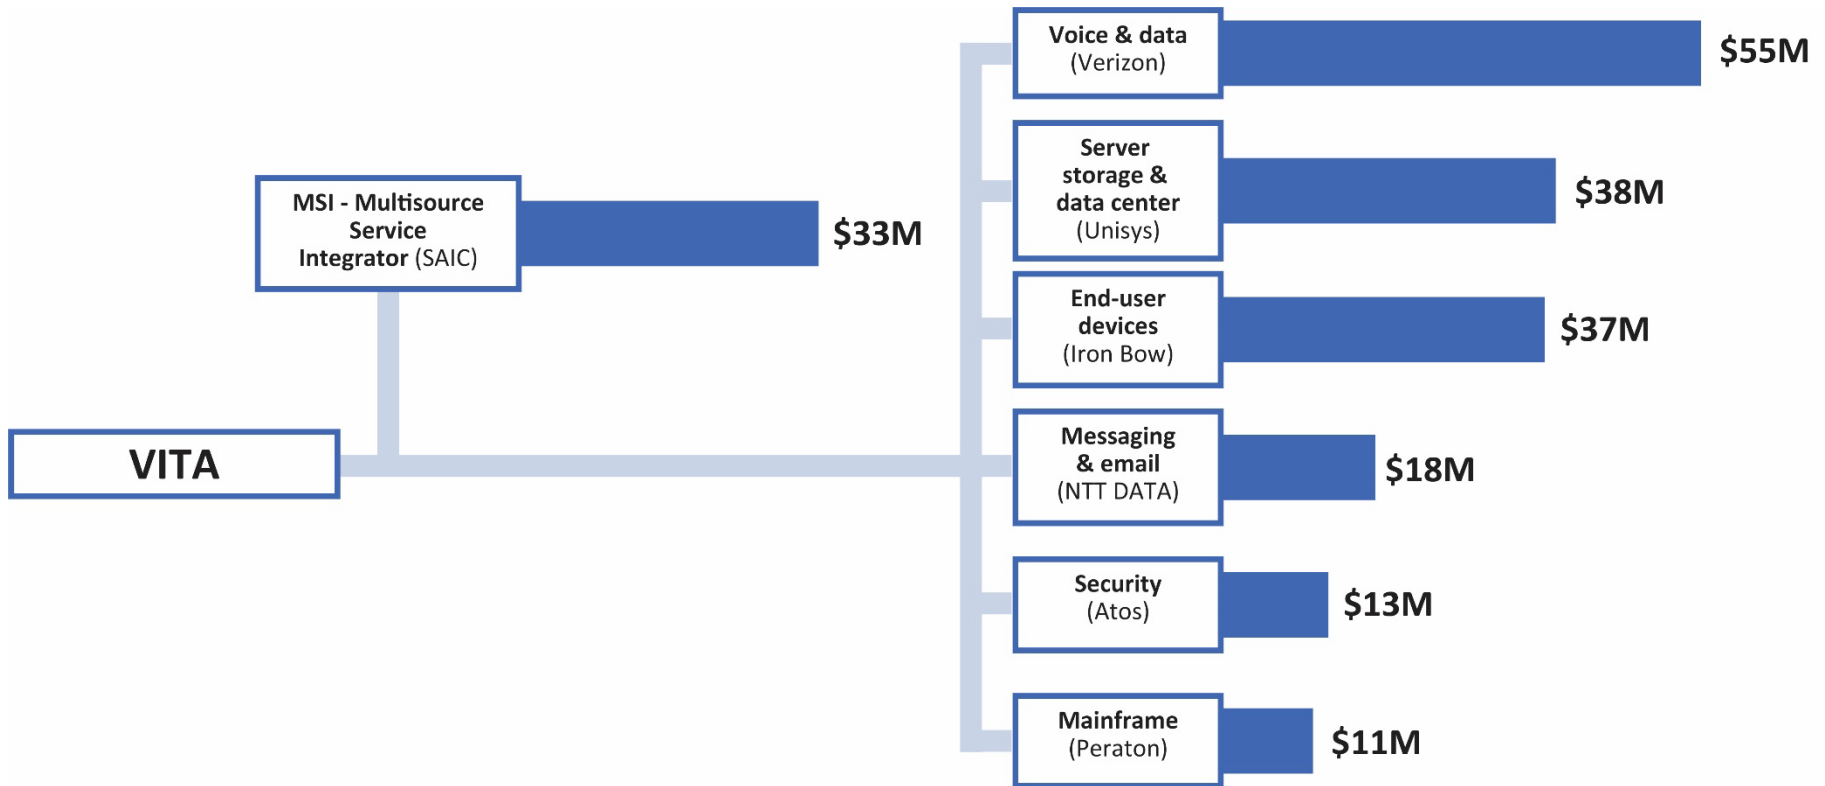 Voice & data
(Verizon)
$55M
Server
storage &
data center
(Unisys)
$38M
MSI - Multisource
Service
Integrator (SAIC)
$33M
End-user
devices
(Iron Bow)
$37M
VITA
Messaging
& email
(NTT DATA)
$18M
Security
(Atos)
$13M
Mainframe
(Peraton)
$11M